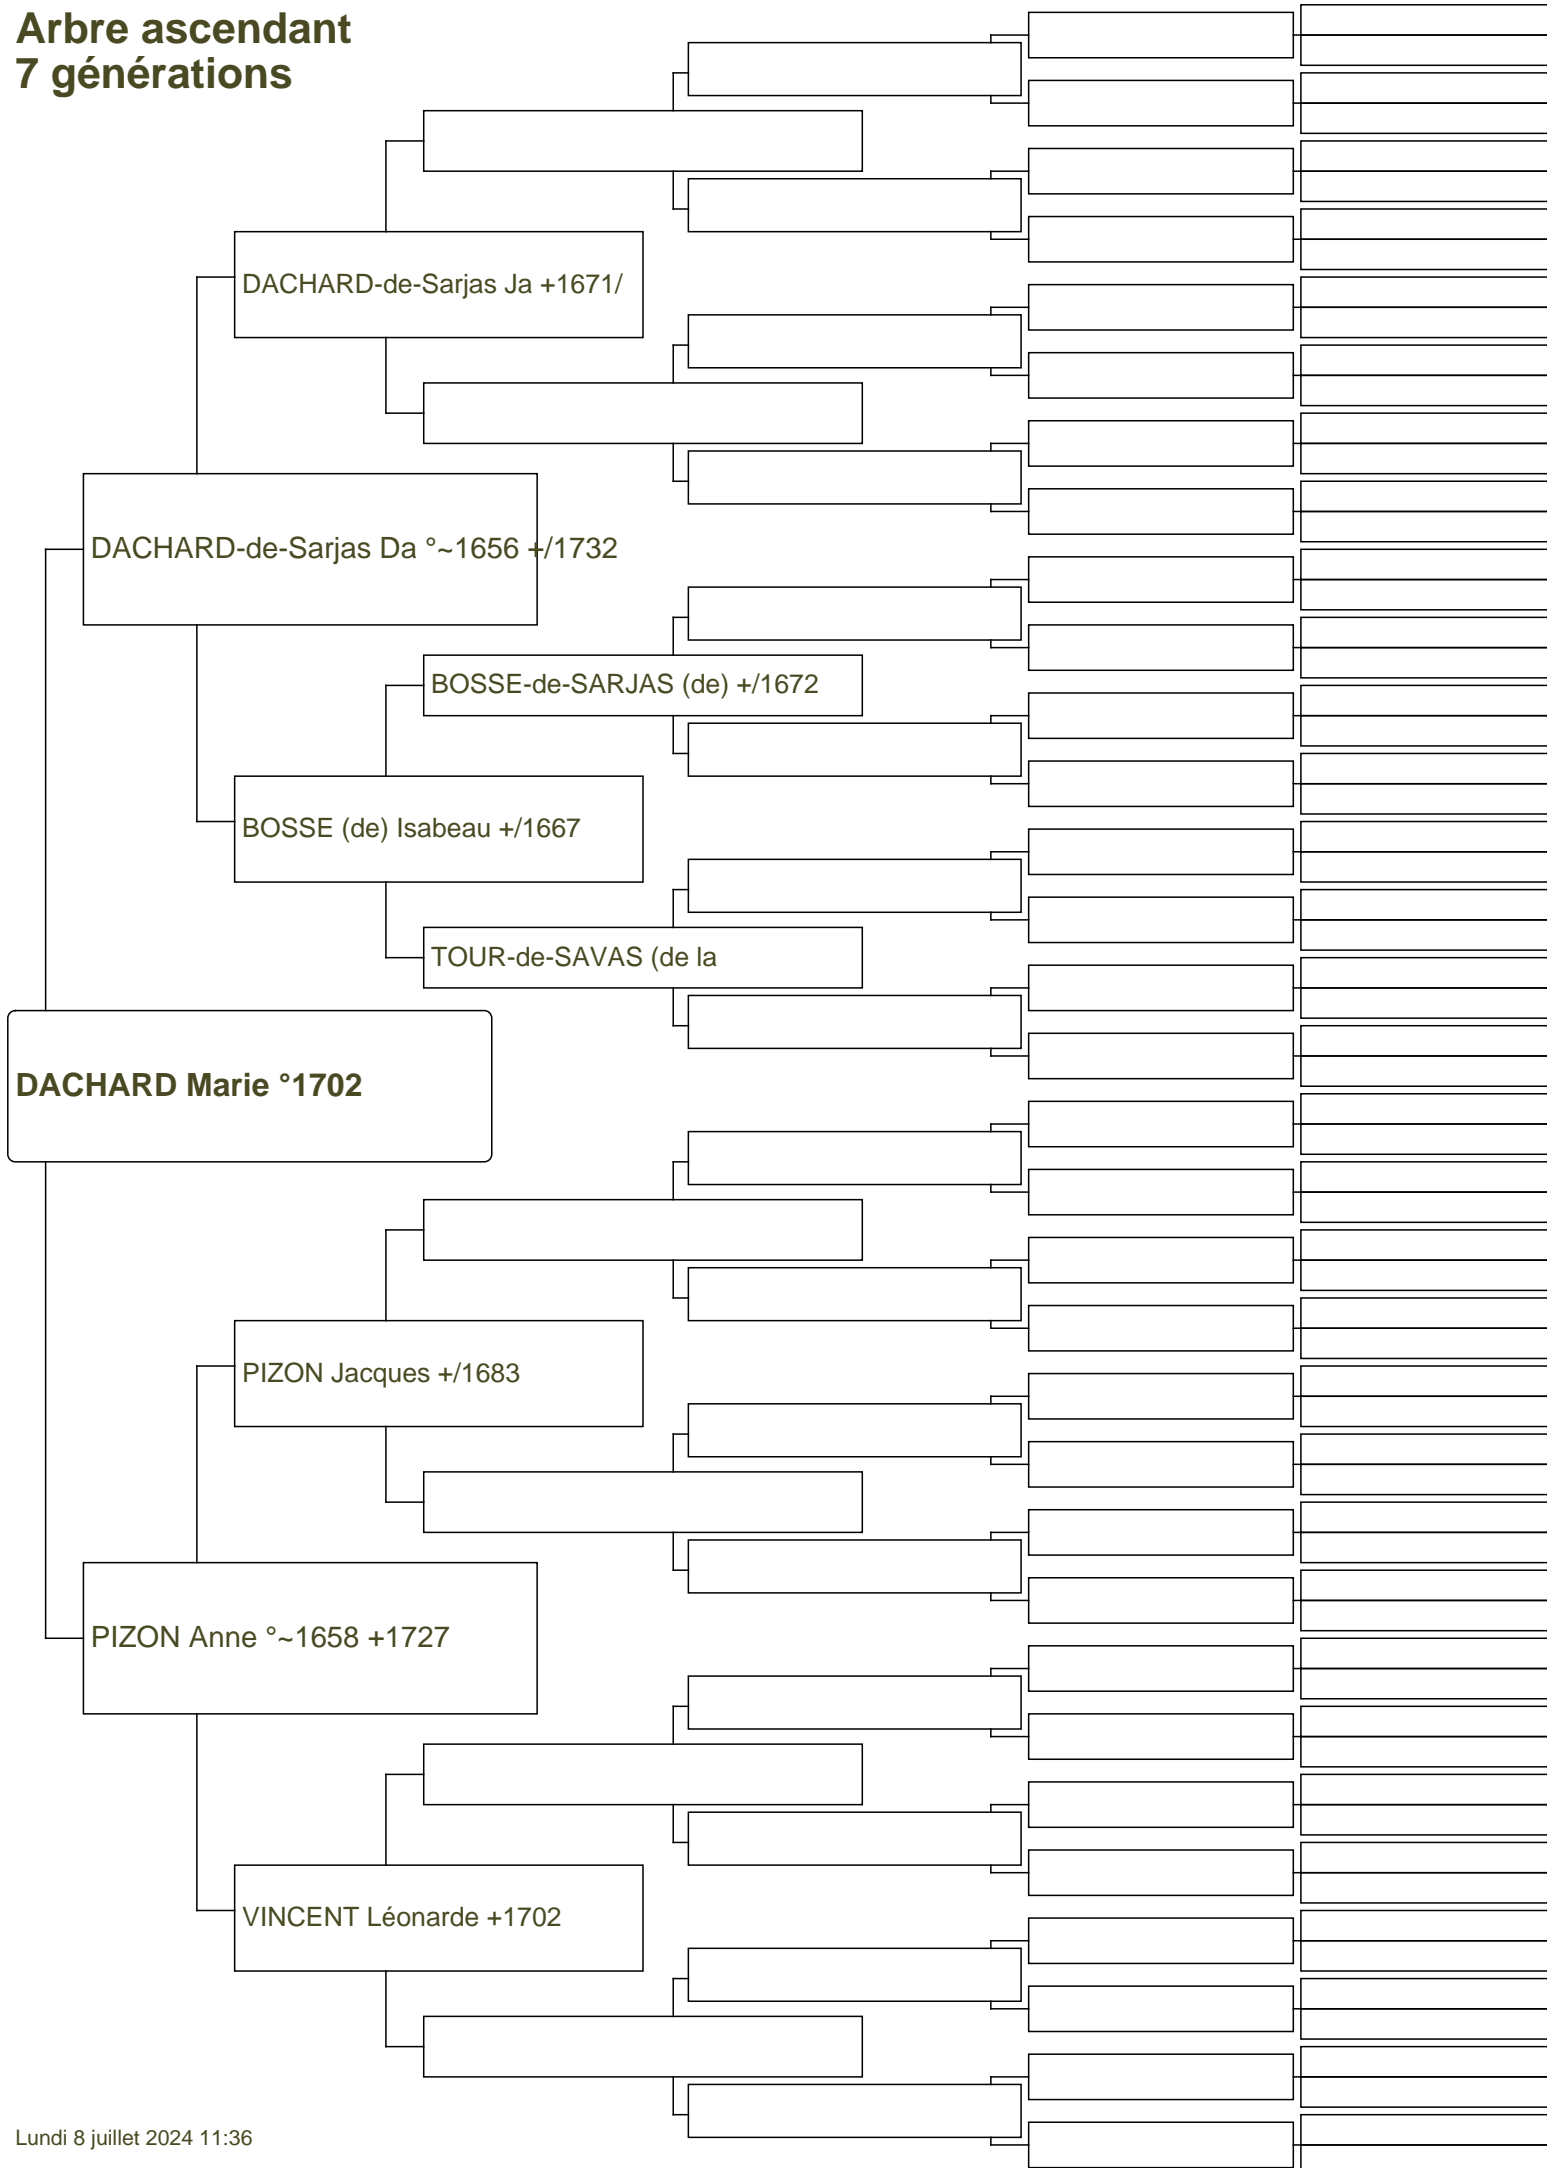 Arbre ascendant
7 générations
DACHARD-de-Sarjas Ja +1671/
DACHARD-de-Sarjas Da °~1656 +/1732
BOSSE-de-SARJAS (de) +/1672
BOSSE (de) Isabeau +/1667
TOUR-de-SAVAS (de la
DACHARD Marie °1702
PIZON Jacques +/1683
PIZON Anne °~1658 +1727
VINCENT Léonarde +1702
Lundi 8 juillet 2024 11:36